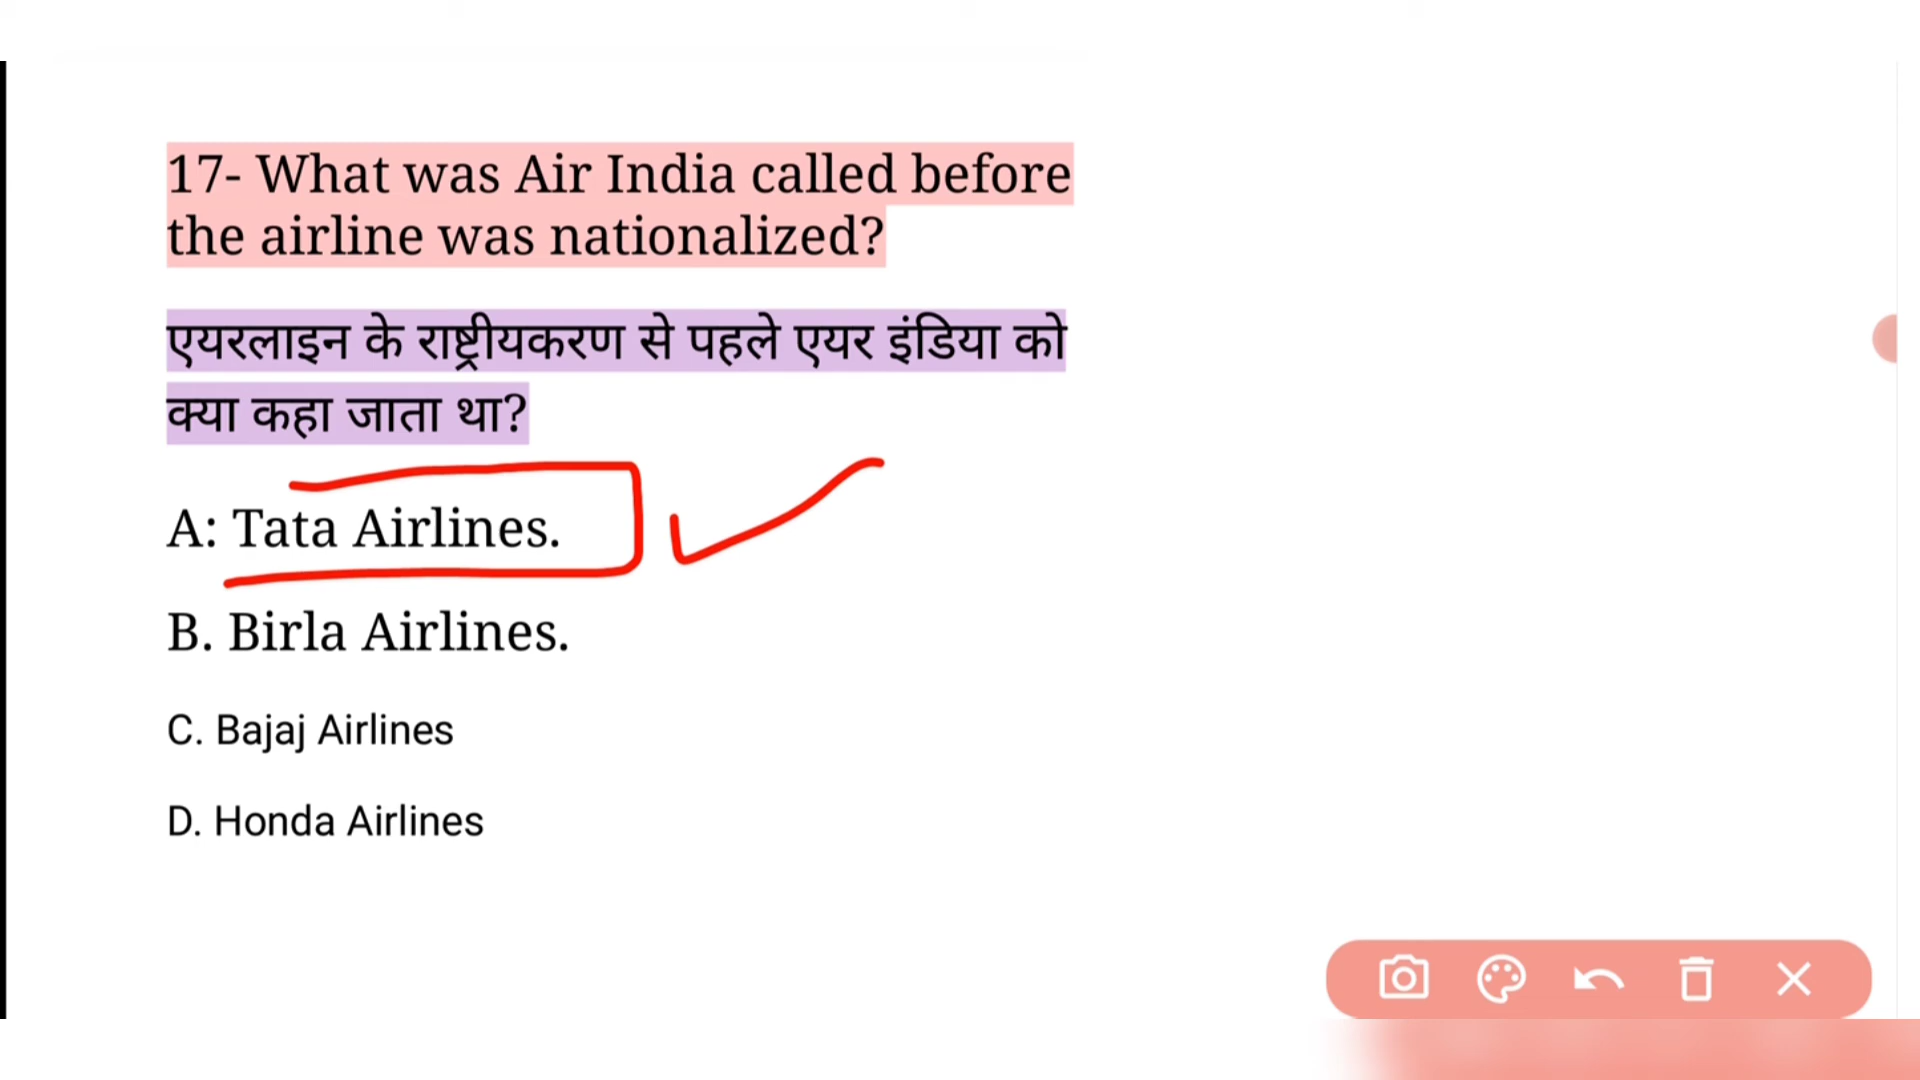 17- What was Air India called before
the airline was nationalized?
एयरलाइन के राष्ट्रीयकरण से पहले एयर इंडिया को
क्या कहा जाता था?
A: Tata Airlines.
B. Birla Airlines.
C. Bajaj Airlines
D. Honda Airlines